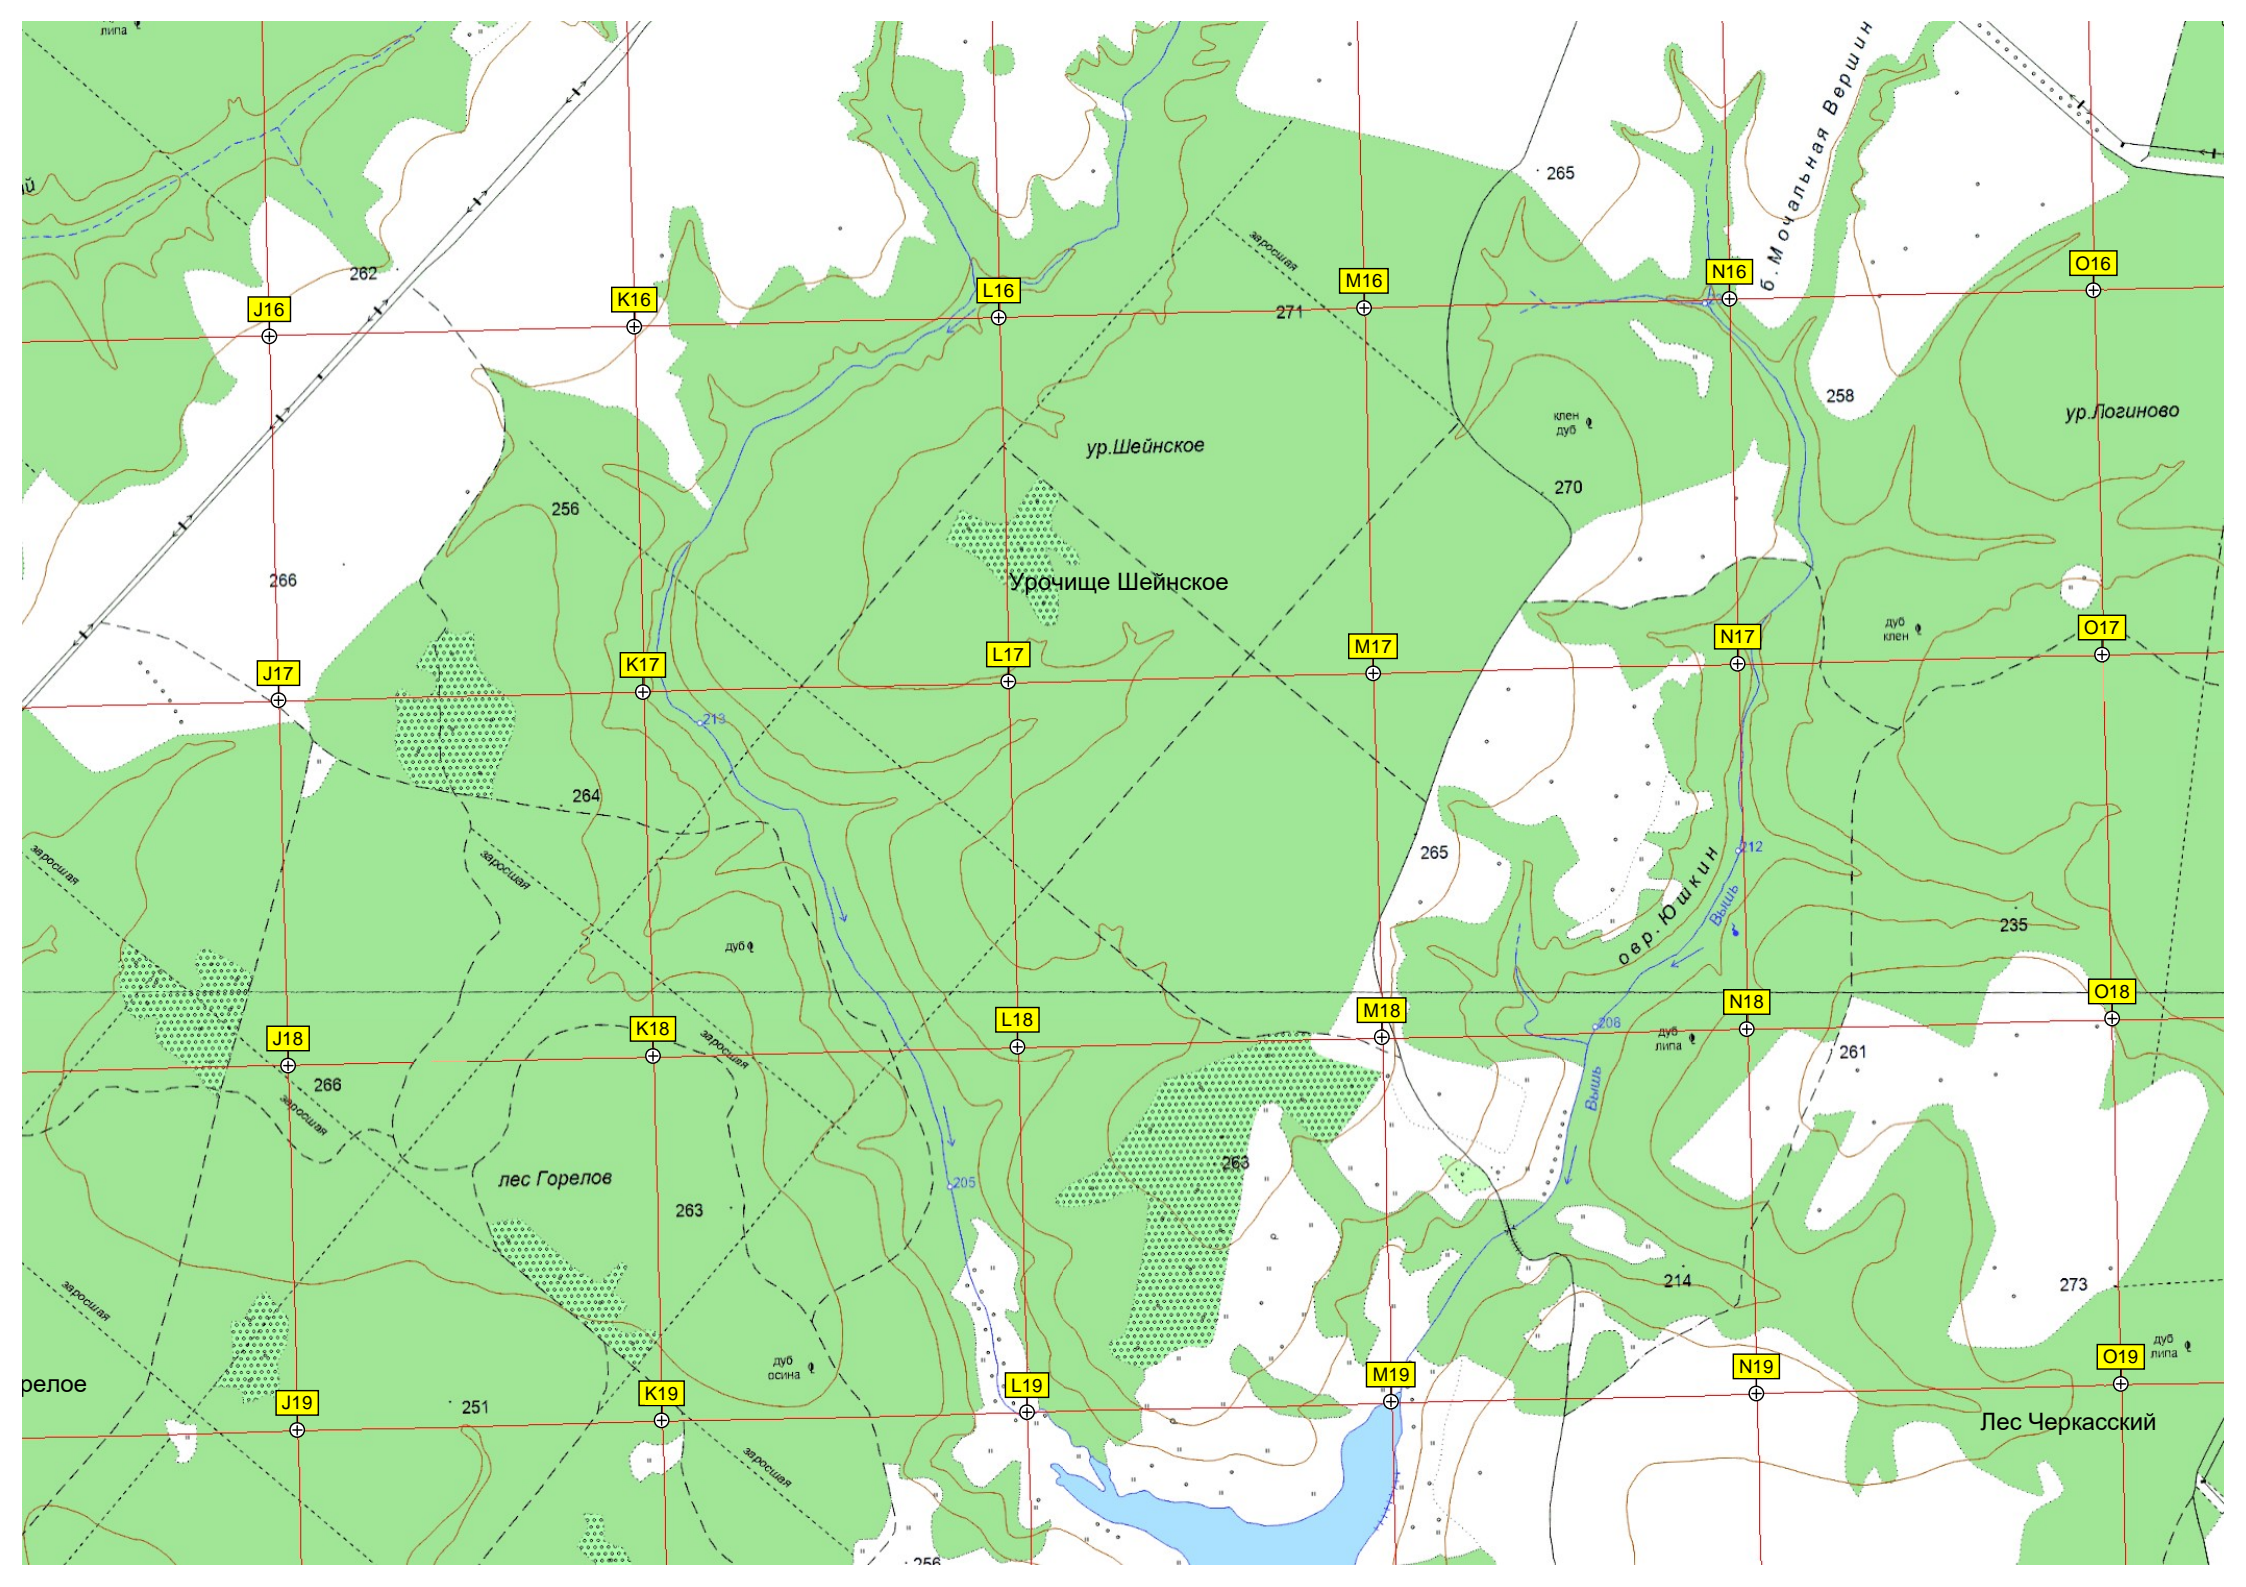 липа
й
265
б. Мочальная Вершин
заросшая
262
O16
N16
M16
L16
K16
J16
271
258
клен
дуб
ур.Логиново
ур.Шейнское
270
256
266
Урочище Шейнское
дуб
клен
O17
N17
M17
L17
K17
J17
213
264
212
265
заросшая
заросшая
овр. Юшкин
Вышь
235
дуб
O18
N18
M18
L18
K18
J18
208
дуб
липа
261
заросшая
266
заросшая
Вышь
263
лес Горелов
205
263
214
273
заросшая
дуб
липа
дуб
осина
O19
N19
M19
L19
K19
J19
релое
251
Лес Черкасский
заросшая
256